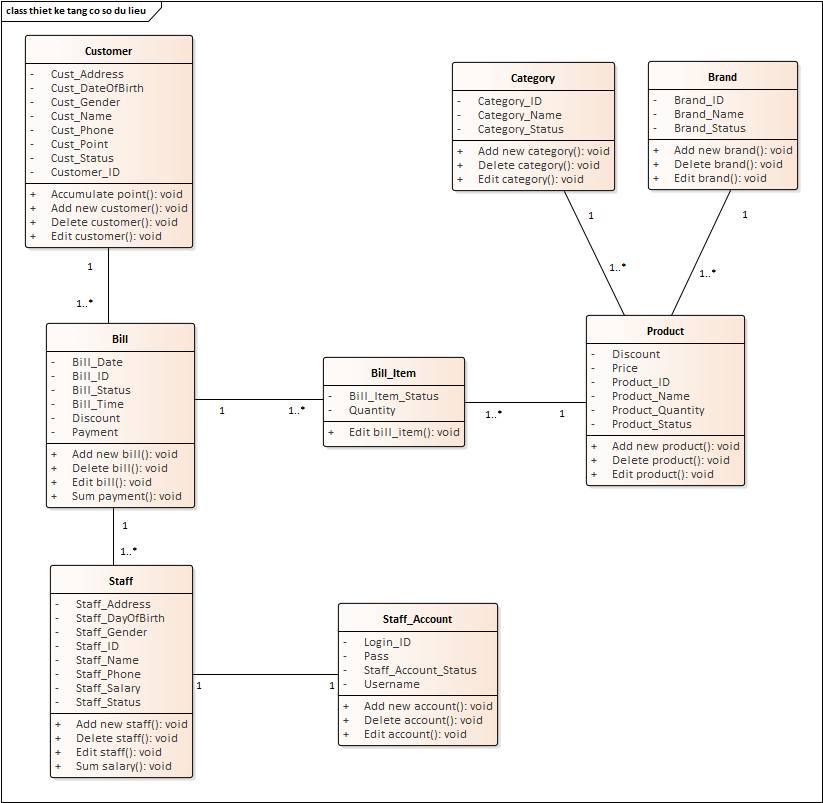 class thiet ke tang co so du lieu
Customer
- Cust_Address
- Cust_DateOfBirth
- Cust_Gender
- Cust_Name
- Cust_Phone
- Cust_Point
- Cust_Status
- Customer_ID
+ Accumulate point(): void
+ Add new customer(): void
+ Delete customer(): void
+ Edit customer(): void
Category
- Category_ID
- Category_Name
- Category_Status
+ Add new category(): void
+ Delete category(): void
+ Edit category(): void
Brand
- Brand_ID
- Brand_Name
- Brand_Status
+ Add new brand(): void
+ Delete brand(): void
+ Edit brand(): void
1
1..*
1
1..*
1
1..*
Bill
- Bill_Date
- Bill_ID
- Bill_Status
- Bill_Time
- Discount
- Payment
+ Add new bill(): void
+ Delete bill(): void
+ Edit bill(): void
+ Sum payment(): void
1
1..*
Bill_Item
- Bill_Item_Status
- Quantity
+ Edit bill_item(): void
1..*
1
Product
- Discount
- Price
- Product_ID
- Product_Name
- Product_Quantity
- Product_Status
+ Add new product(): void
+ Delete product(): void
+ Edit product(): void
1
1..*
Staff
- Staff_Address
- Staff_DayOfBirth
- Staff_Gender
- Staff_ID
- Staff_Name
- Staff_Phone
- Staff_Salary
- Staff_Status
+ Add new staff(): void
+ Delete staff(): void
+ Edit staff(): void
+ Sum salary(): void
1
1
Staff_Account
- Login_ID
- Pass
- Staff_Account_Status
- Username
+ Add new account(): void
+ Delete account(): void
+ Edit account(): void